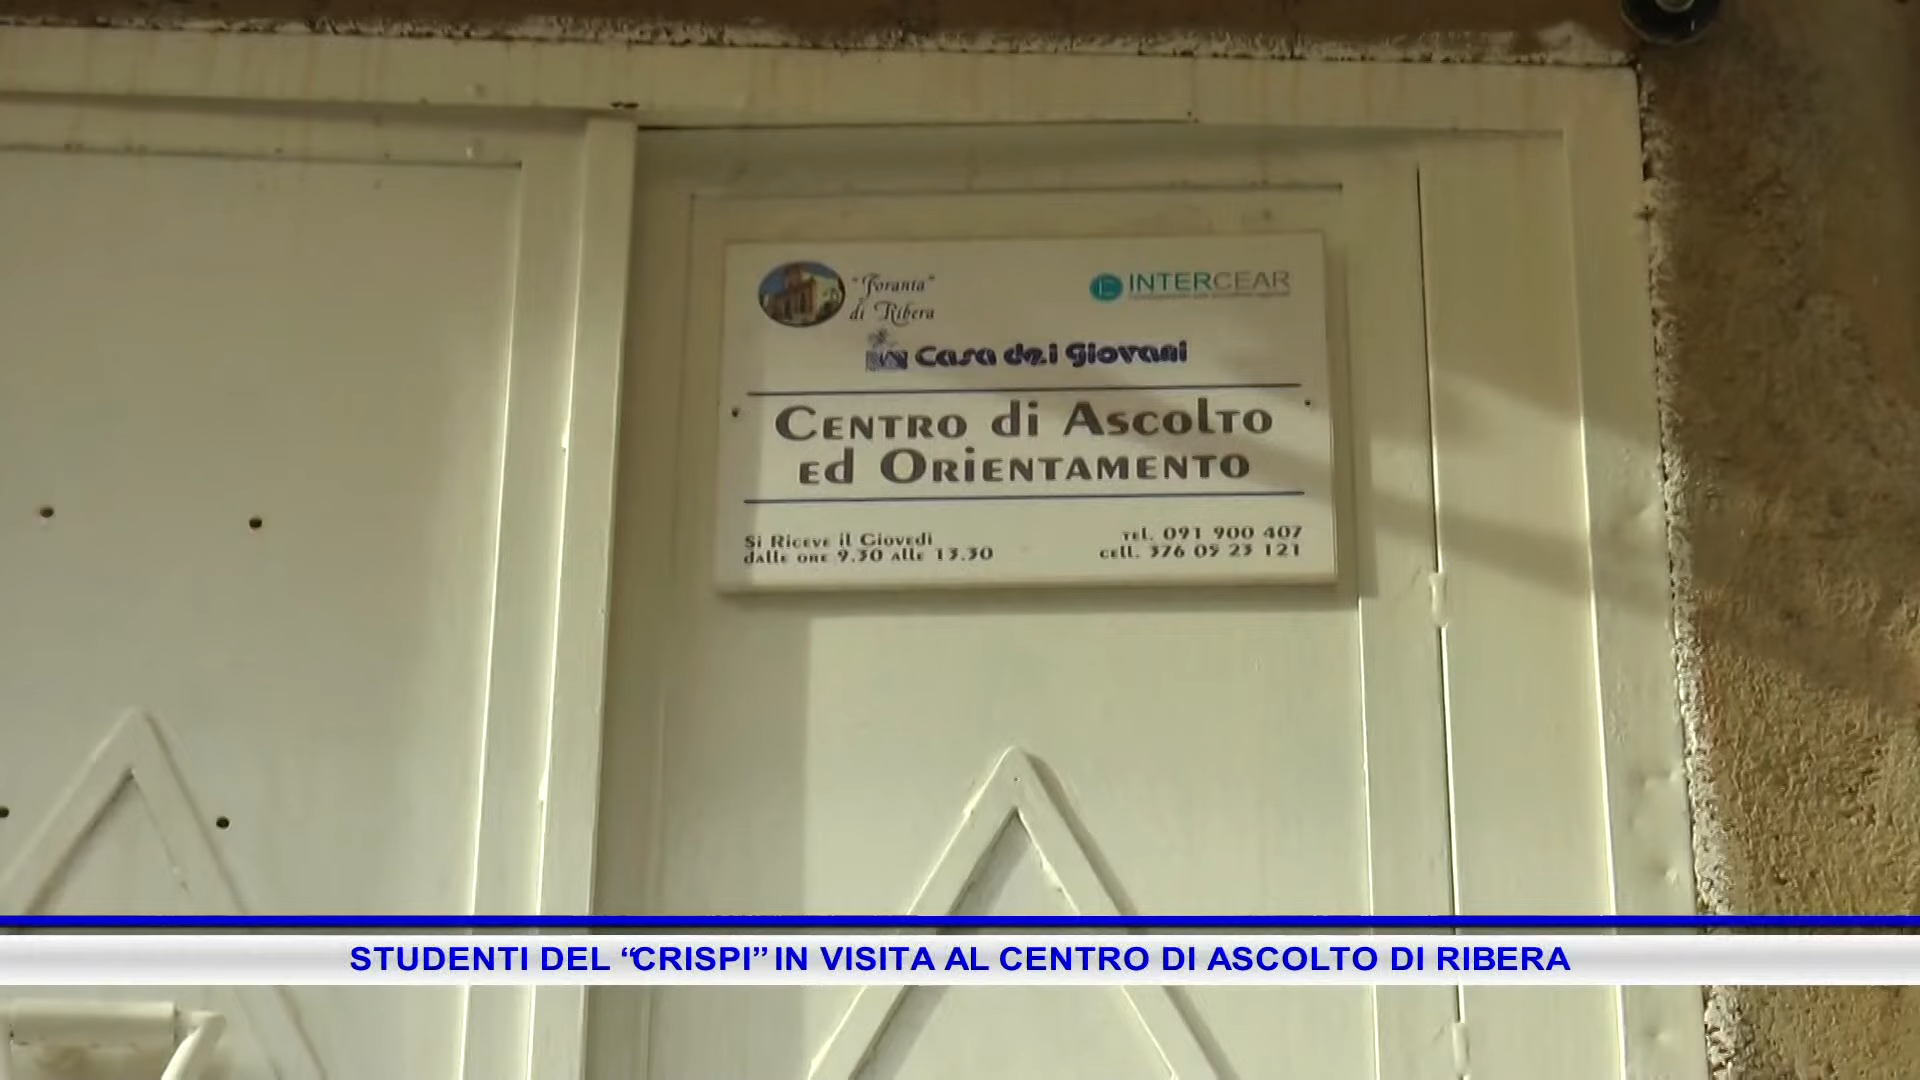 "Forania"
di Ribera
INTERCEAR
Casa dei Giovani
CENTRO di ASCOLTO
Ed ORiENTAMENTO
Si RICEVE il GIOVEDI
dALLE ORE 9.30 ALLE 13.30
TEL. 091 900 407
CELL. 376 05 23 121
STUDENTI DEL “CRISPI” IN VISITA AL CENTRO DI ASCOLTO DI RIBERA